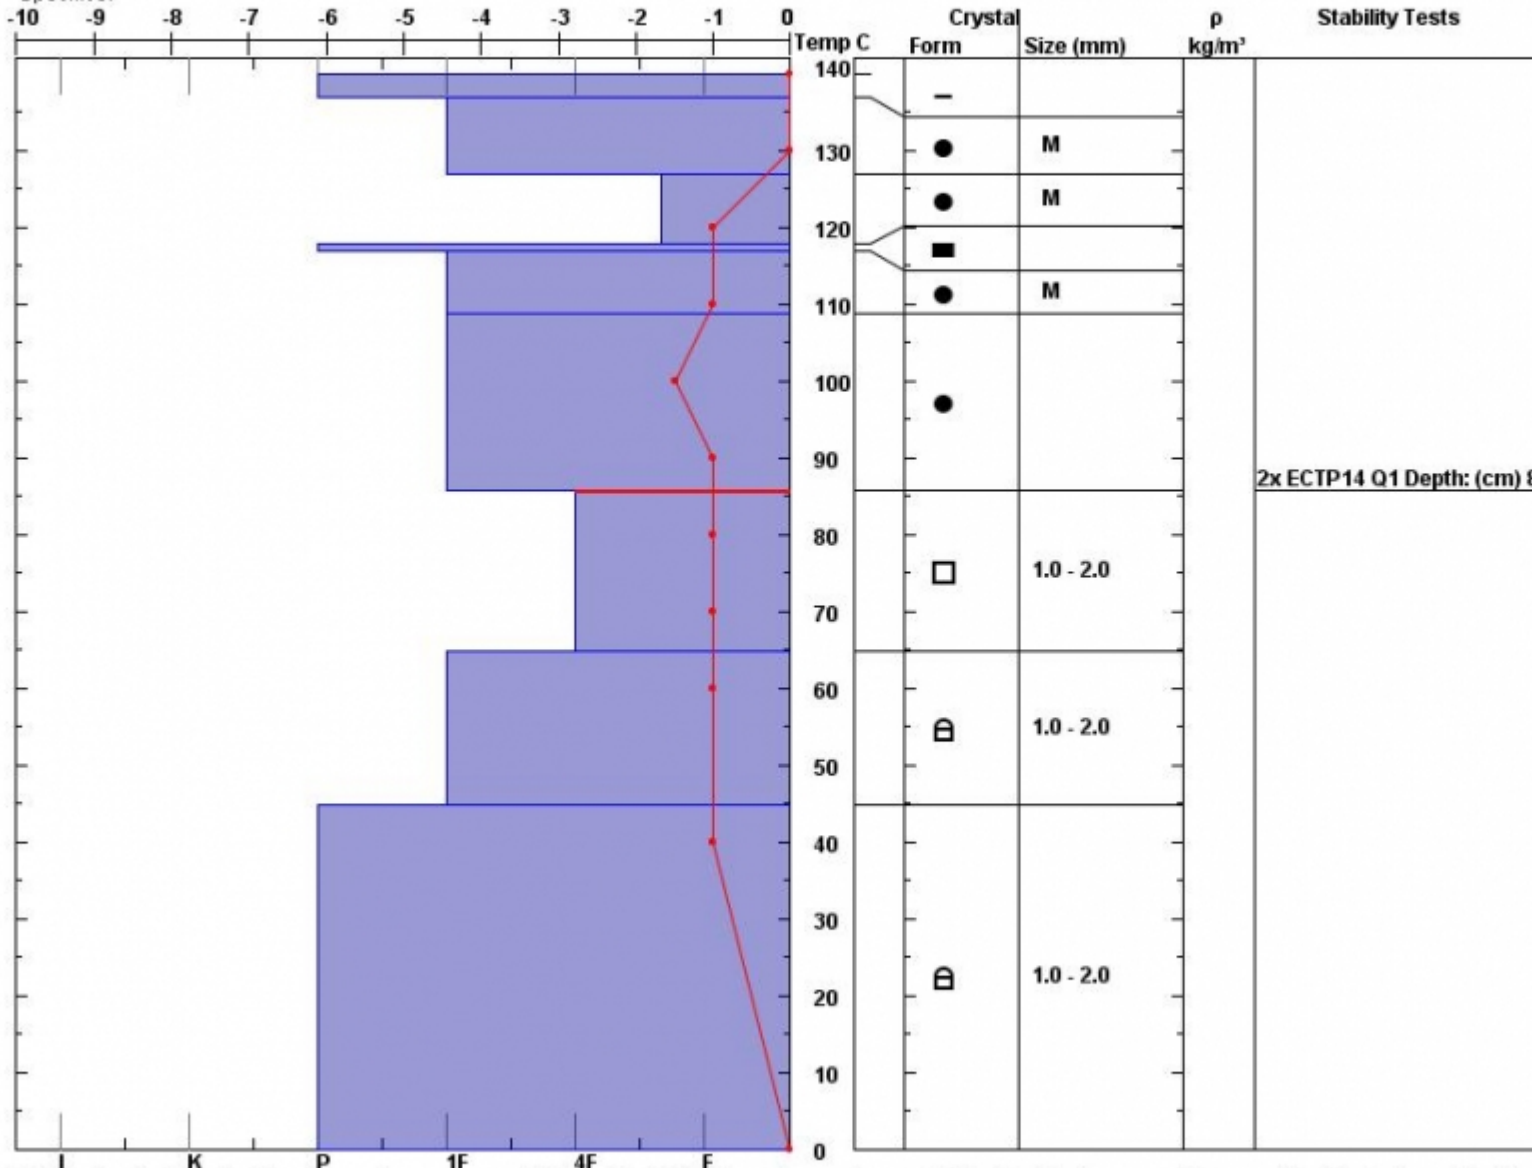 -10 -9 -8 -7 -6 -5 -4 -3 -2 -1 0 Crystal ρ Stability Tests
Temp C Form Size (mm) kg/m³
140
130 M
M
120
110 M
100
90
2x ECTP14 Q1 Depth: (cm)
80
70 1.0 - 2.0
60
1.0 - 2.0
50
40
30
20 1.0 - 2.0
10
0
I K P 1F 4F F